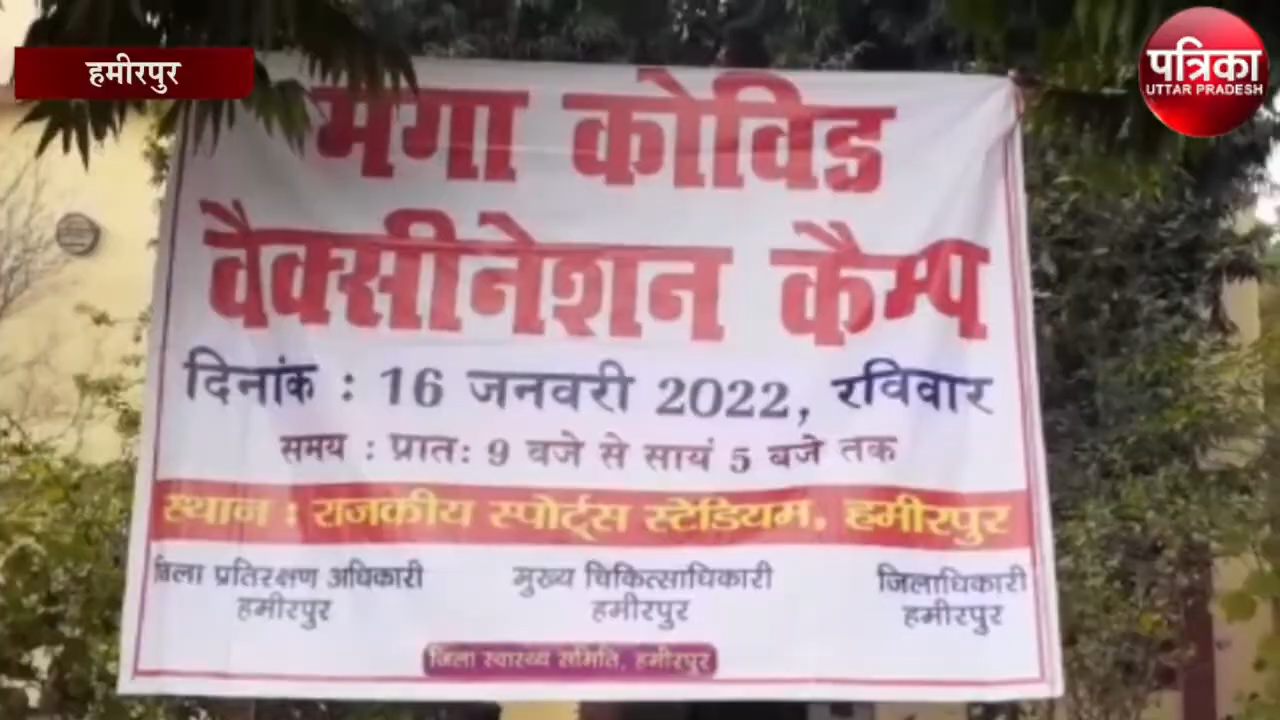 हमीरपुर
पत्रिका
UTTAR PRADESH
मेगा कोविड
वैक्सीनेशन कैम्प
दिनांक : 16 जनवरी 2022, रविवार
समय : प्रातः 9 बजे से सायं 5 बजे तक
स्थान : राजकीय स्पोर्ट्स स्टेडियम, हमीरपुर
जिला प्रतिरक्षण अधिकारी
हमीरपुर
मुख्य चिकित्साधिकारी
हमीरपुर
जिलाधिकारी
हमीरपुर
जिला स्वास्थ्य समिति, हमीरपुर